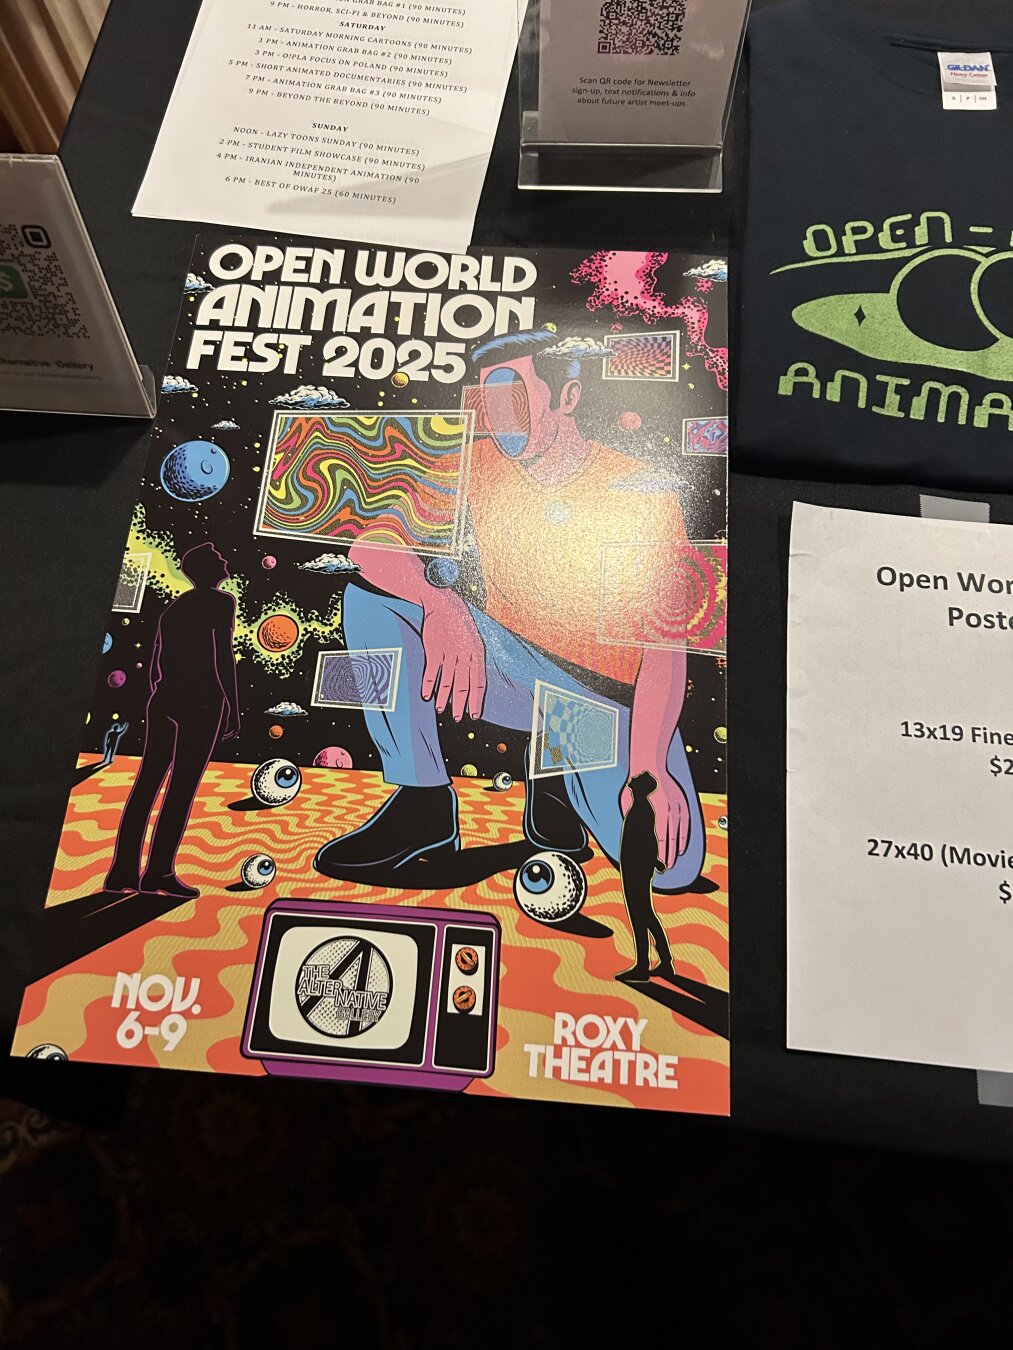 GRAB BAG #1 (90 MINUTES)
9 PM - HORROR, SCI-FI & BEYOND (90 MINUTES)
SATURDAY
11 AM - SATURDAY MORNING CARTOONS (90 MINUTES)
1 PM - ANIMATION GRAB BAG #2 (90 MINUTES)
3 PM - O!PLA FOCUS ON POLAND (90 MINUTES)
5 PM - SHORT ANIMATED DOCUMENTARIES (90 MINUTES)
7 PM - ANIMATION GRAB BAG #3 (90 MINUTES)
9 PM - BEYOND THE BEYOND (90 MINUTES)
SUNDAY
NOON - LAZY TOONS SUNDAY (90 MINUTES)
2 PM - STUDENT FILM SHOWCASE (90 MINUTES)
4 PM - IRANIAN INDEPENDENT ANIMATION (90
MINUTES)
6 PM - BEST OF OWAF 25 (60 MINUTES)
Scan QR code for Newsletter
sign-up, text notifications & info
about future artist meet-ups.
GILDAN
Heavy Cotton
OPEN -
ANIMA
$
Gallery
OPEN WORLD
ANIMATION
FEST 2025
THE
ALTERNATIVE
GALLERY
NOV.
6-9
ROXY
THEATRE
Open Wor
Poste
13x19 Fine
$2
27x40 (Movie
$